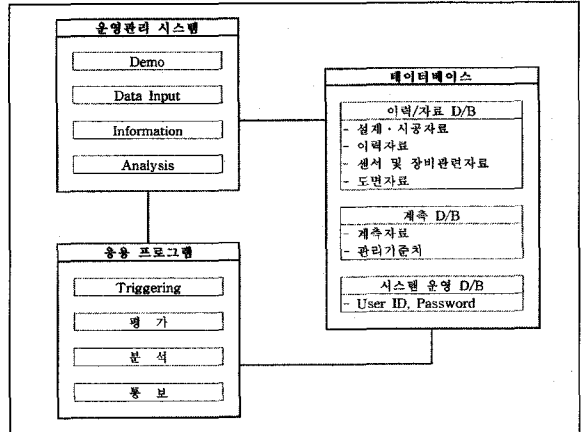 운영관리 시스템
Demo
Data Input
Information
Analysis
데이터베이스
이력/자료 D/B
- 설계·시공자료
- 이력자료
- 센서 및 장비관련자료
- 도면자료
계측 D/B
- 계측자료
- 관리기준치
시스템 운영 D/B
- User ID, Password
응용 프로그램
Triggering
평 가
분 석
통 보